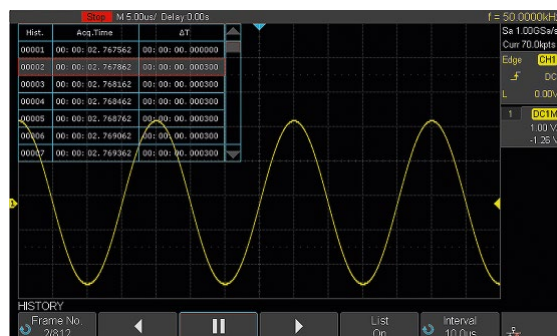 Stop M 5.00us/ Delay 0.00s f = 50.0000kHz
Sa 1.00GSa/s
Curr 70.0kpts
Edge CH1
DC
L 0.00V
1 DC1M
1.00 V
-1.26 V
Hist. Acq.Time ΔT
00001 00: 00: 02. 767562 00: 00: 00. 000000
00002 00: 00: 02. 767862 00: 00: 00. 000300
00003 00: 00: 02. 768162 00: 00: 00. 000300
00004 00: 00: 02. 768462 00: 00: 00. 000300
00005 00: 00: 02. 768762 00: 00: 00. 000300
00006 00: 00: 02. 769062 00: 00: 00. 000300
00007 00: 00: 02. 769362 00: 00: 00. 000300
1
HISTORY
Frame No. List Interval
2/812 On 10.0us